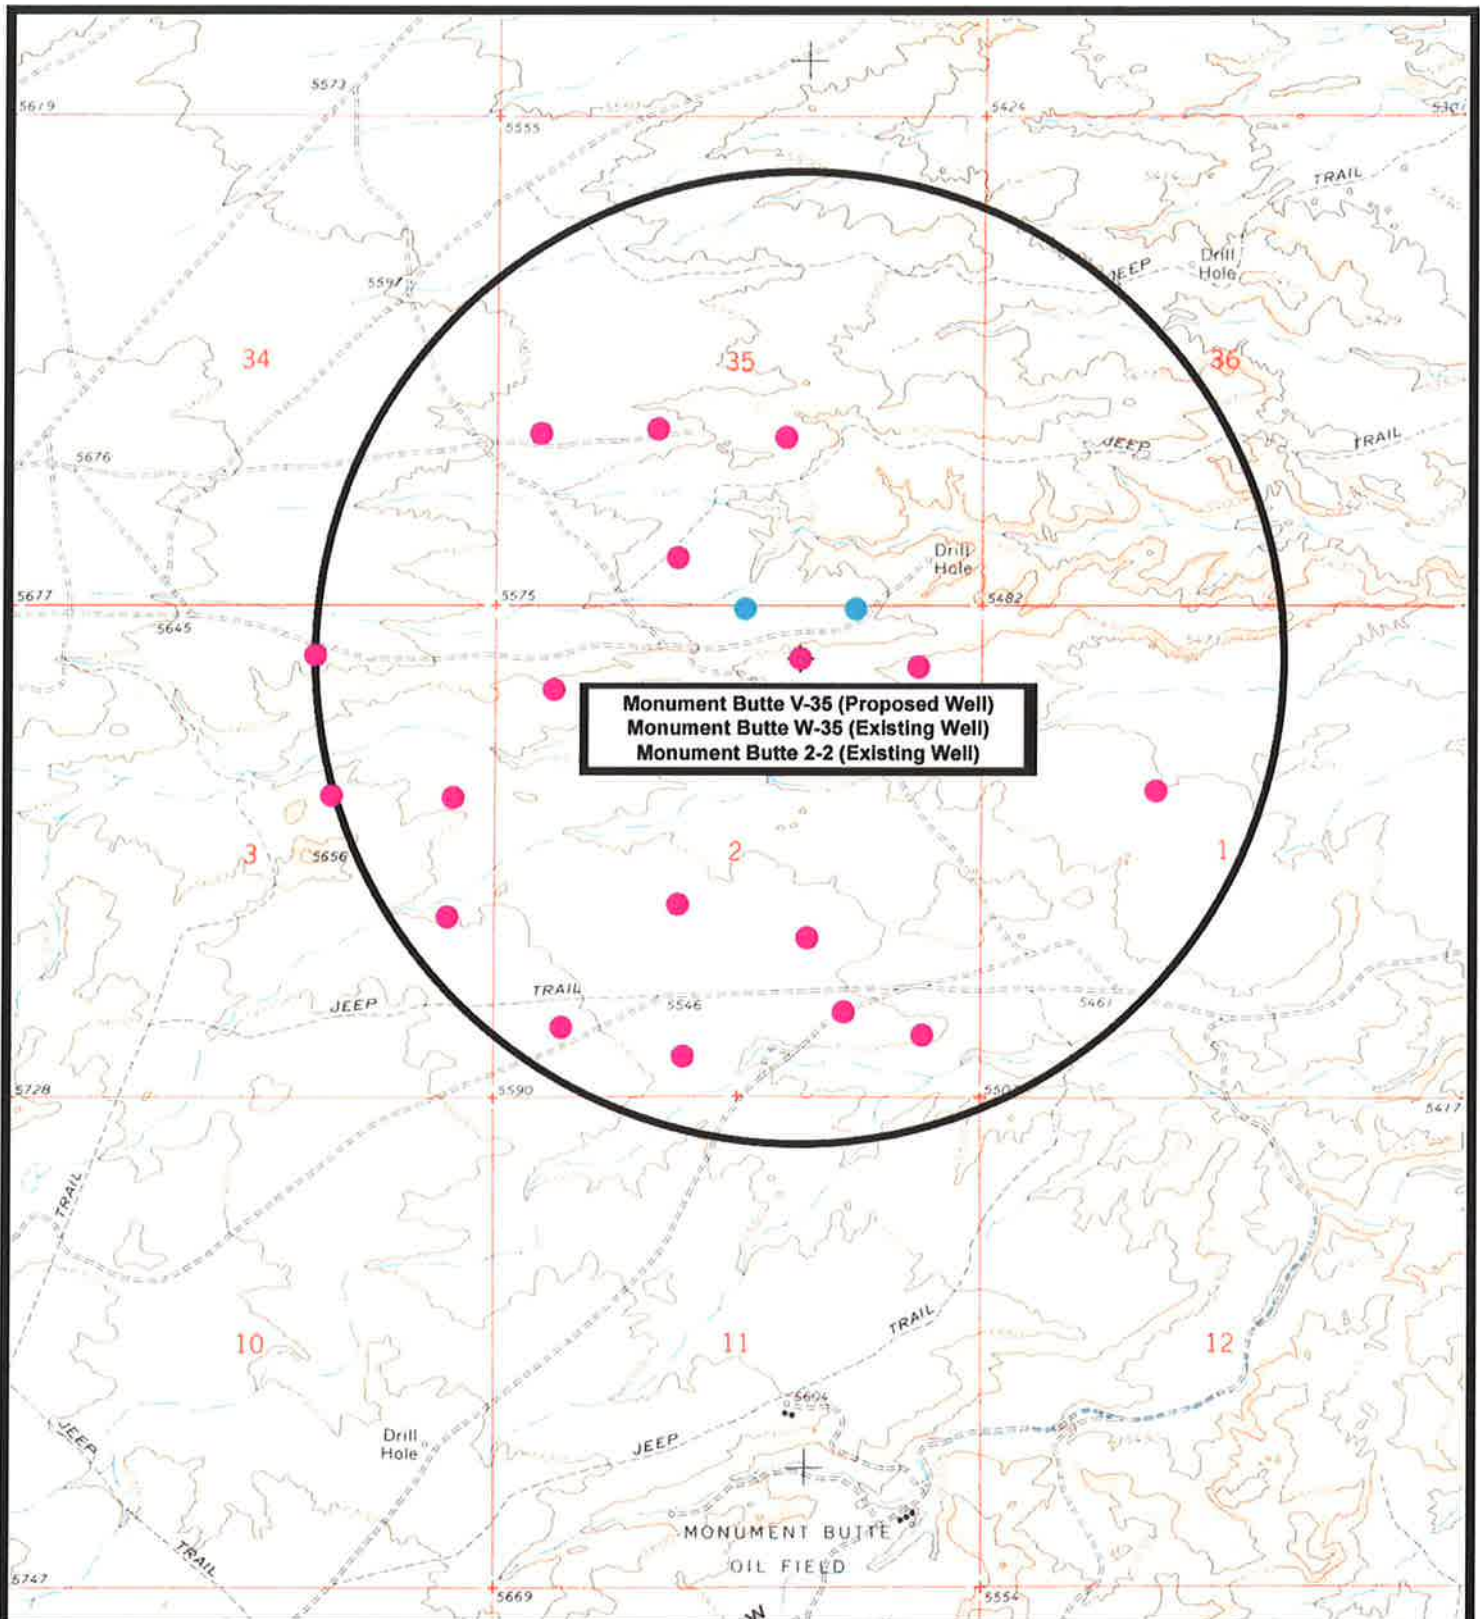 5573
5679
5555
5424
TRAIL
Drill
Hole
JEEP
5597
34
35
36
5676
JEEP
TRAIL
Drill
Hole
5677
5575
5482
5645
Monument Butte V-35 (Proposed Well)
Monument Butte W-35 (Existing Well)
Monument Butte 2-2 (Existing Well)
3
5656
2
1
JEEP
TRAIL
5546
5461
5728
5590
5417
TRAIL
TRAIL
10
11
12
5604
JEEP
Drill
Hole
JEEP
TRAIL
MONUMENT BUTTE
OIL FIELD
5747
5669
5554
W